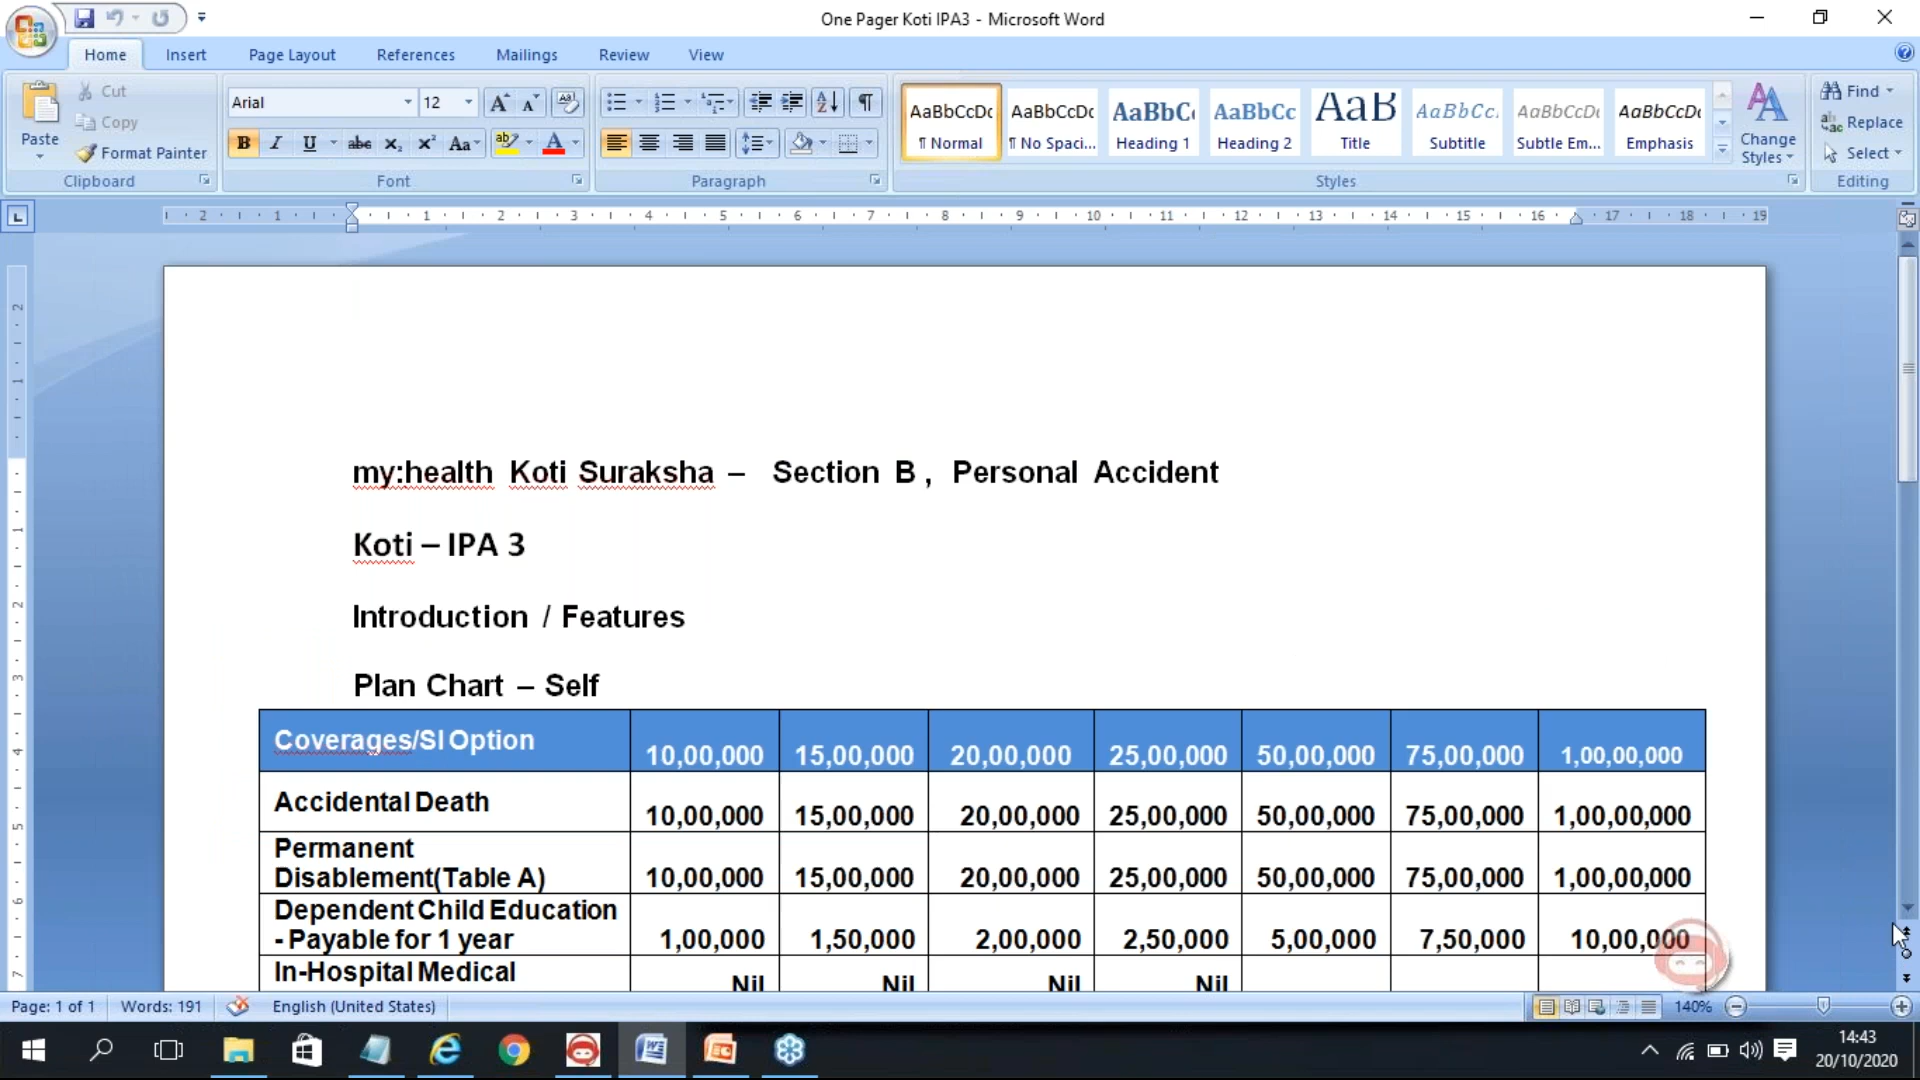 One Pager Koti IPA3 - Microsoft Word
Home Insert Page Layout References Mailings Review View
Paste
Cut
Copy
Format Painter
Clipboard
Arial 12
Font
Paragraph
AaBbCcDc AaBbCcDc AaBbC AaBbCc AaB AaBbCc. AaBbCcDc AaBbCcDc
¶ Normal ¶ No Spaci... Heading 1 Heading 2 Title Subtitle Subtle Em... Emphasis
Change Styles
Styles
Find
Replace
Select
Editing
my:health Koti Suraksha – Section B , Personal Accident
Koti – IPA 3
Introduction / Features
Plan Chart – Self
Coverages/SI Option 10,00,000 15,00,000 20,00,000 25,00,000 50,00,000 75,00,000 1,00,00,000
Accidental Death 10,00,000 15,00,000 20,00,000 25,00,000 50,00,000 75,00,000 1,00,00,000
Permanent
Disablement(Table A) 10,00,000 15,00,000 20,00,000 25,00,000 50,00,000 75,00,000 1,00,00,000
Dependent Child Education
- Payable for 1 year 1,00,000 1,50,000 2,00,000 2,50,000 5,00,000 7,50,000 10,00,000
In-Hospital Medical Nil Nil Nil Nil
Page: 1 of 1 Words: 191 English (United States) 140%
14:43
20/10/2020